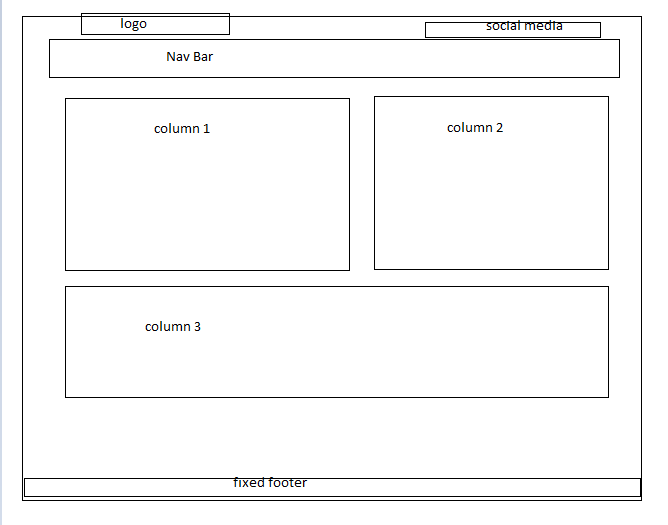 logo
social media
Nav Bar
column 1
column 2
column 3
fixed footer